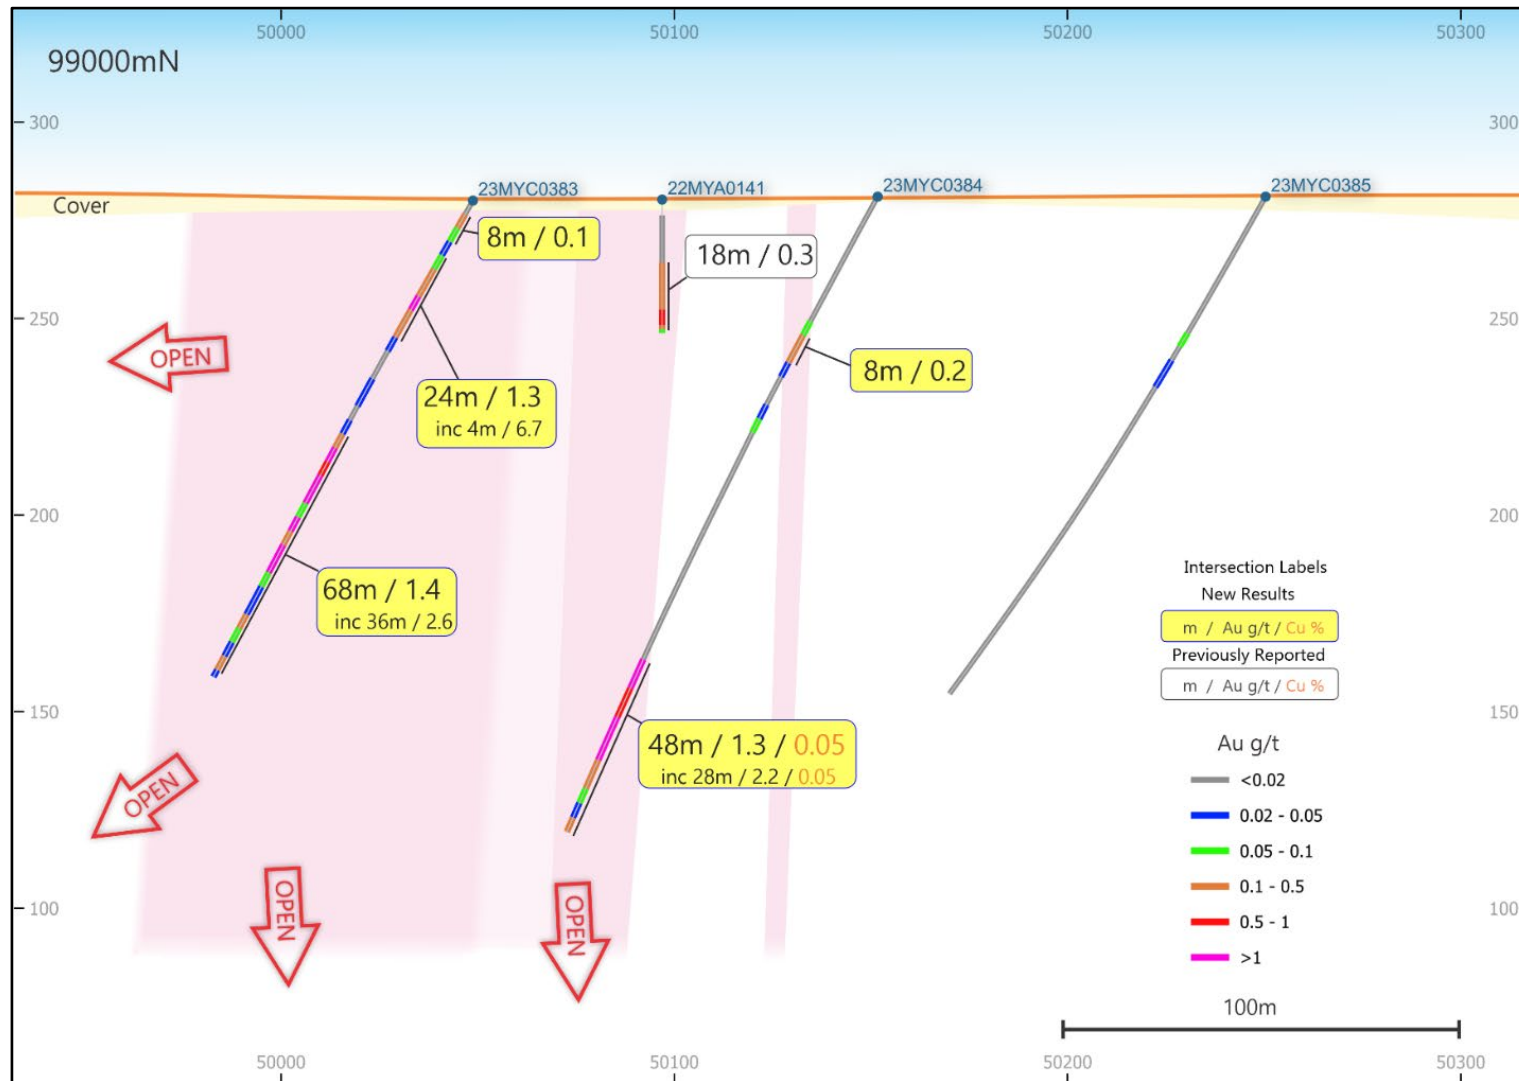 50000
50100
50200
50300
99000mN
300
300
23MYC0383
22MYA0141
23MYC0384
23MYC0385
Cover
8m / 0.1
18m / 0.3
250
250
OPEN
8m / 0.2
24m / 1.3
inc 4m / 6.7
200
200
68m / 1.4
inc 36m / 2.6
Intersection Labels
New Results
m / Au g/t / Cu %
Previously Reported
m / Au g/t / Cu %
150
150
48m / 1.3 / 0.05
inc 28m / 2.2 / 0.05
Au g/t
<0.02
0.02 - 0.05
0.05 - 0.1
0.1 - 0.5
0.5 - 1
>1
OPEN
100
100
OPEN
OPEN
100m
50000
50100
50200
50300